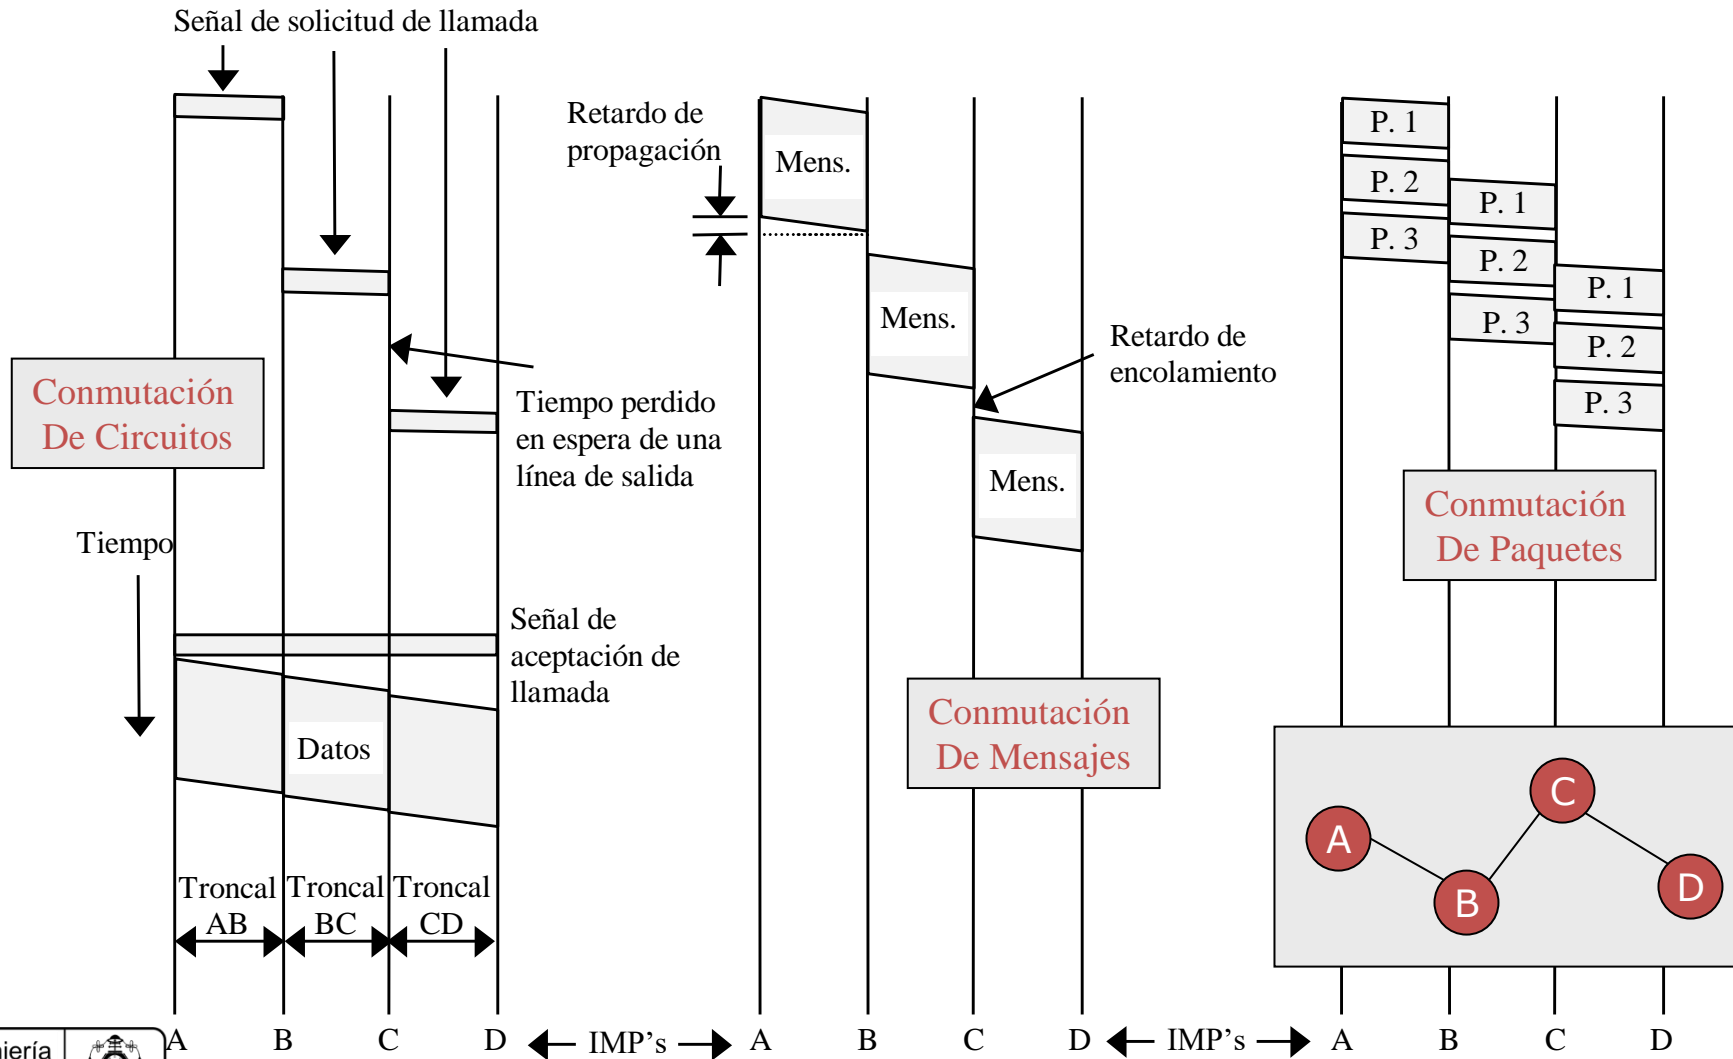 Señal de solicitud de llamada
Retardo de
propagación
Mens.
Mens.
Mens.
P. 1
P. 2
P. 3
P. 1
P. 2
P. 3
P. 1
P. 2
P. 3
Retardo de
encolamiento
Conmutación
De Circuitos
Tiempo perdido
en espera de una
línea de salida
Conmutación
De Paquetes
Tiempo
Señal de
aceptación de
llamada
Datos
Conmutación
De Mensajes
A
B
C
D
Troncal
AB
Troncal
BC
Troncal
CD
A B C D IMP's A B C D IMP's A B C D